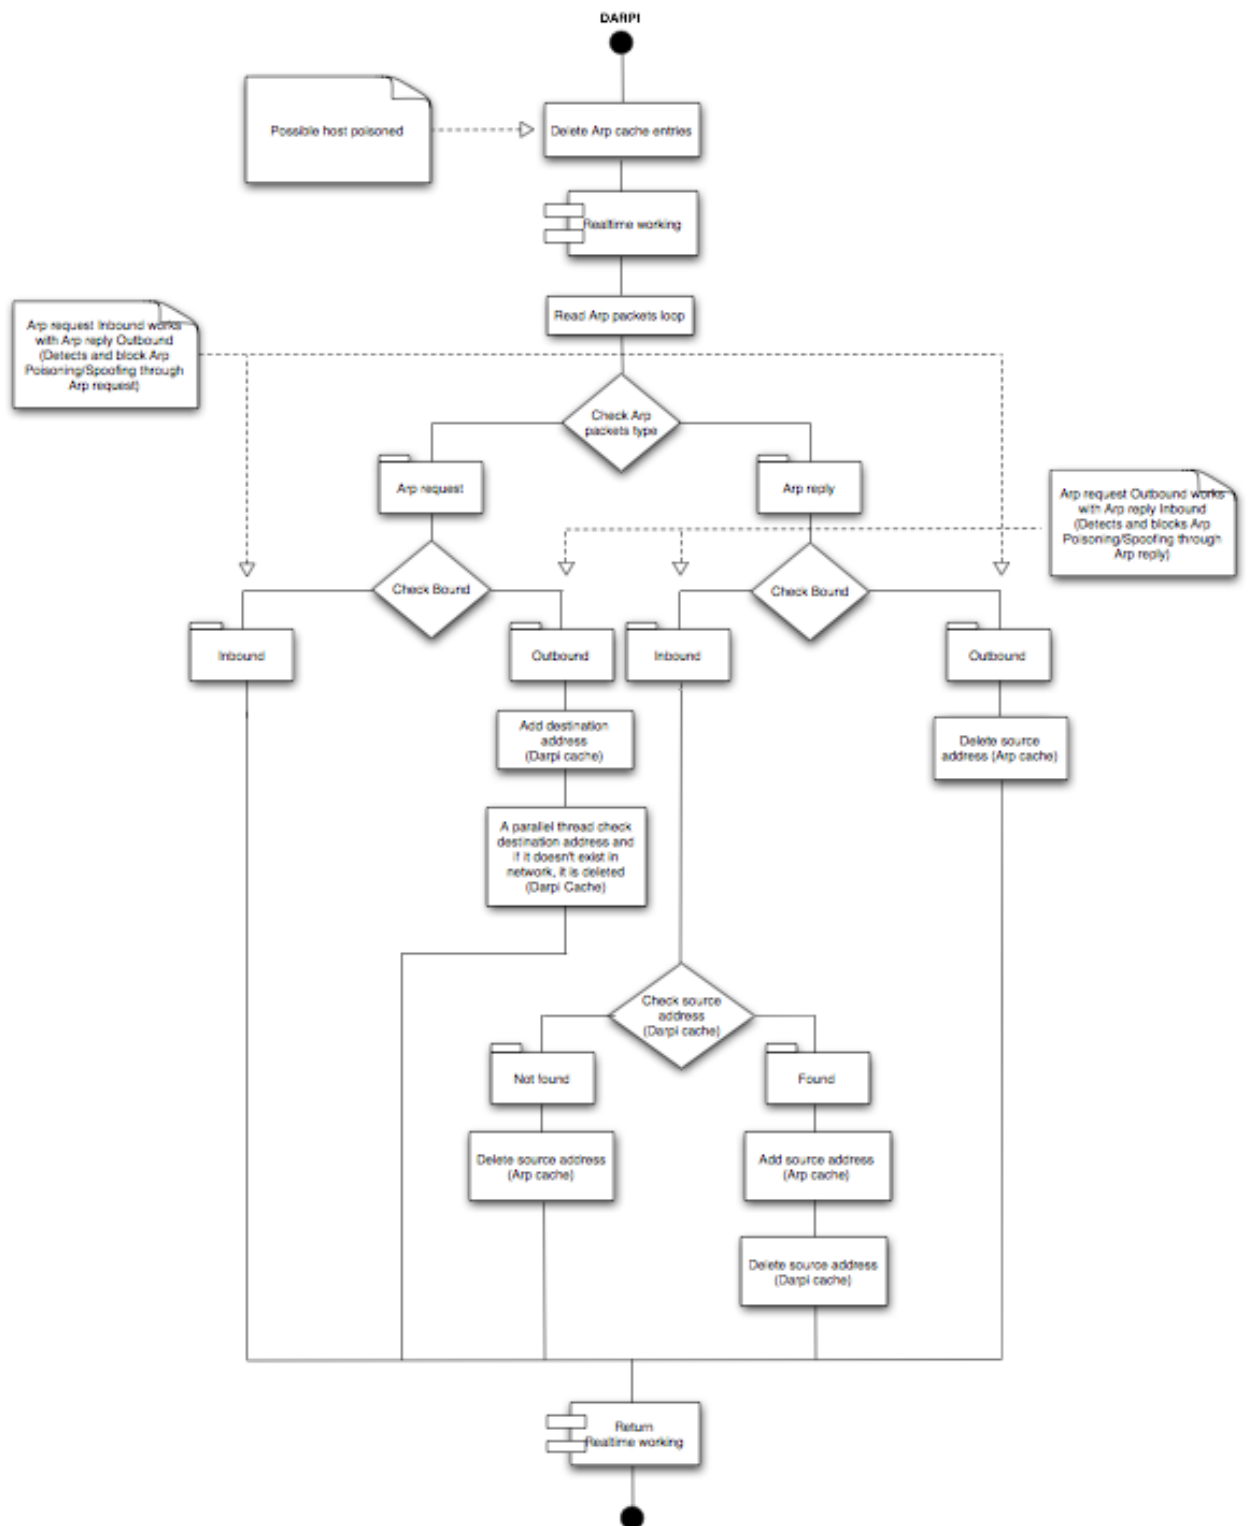 DARPI
Possible host poisoned
Delete Arp cache entries
Realtime working
Read Arp packets loop
Arp request Inbound works
with Arp reply Outbound
(Detects and block Arp
Poisoning/Spoofing through
Arp request)
Check Arp
packets type
Arp request
Arp reply
Arp request Outbound works
with Arp reply Inbound
(Detects and blocks Arp
Poisoning/Spoofing through
Arp reply)
Check Bound
Check Bound
Inbound
Outbound
Inbound
Outbound
Add destination
address
(Darpi cache)
Delete source
address (Arp cache)
A parallel thread check
destination address and
if it doesn't exist in
network, it is deleted
(Darpi Cache)
Check source
address
(Darpi cache)
Not found
Found
Delete source address
(Arp cache)
Add source address
(Arp cache)
Delete source address
(Darpi cache)
Return
Realtime working